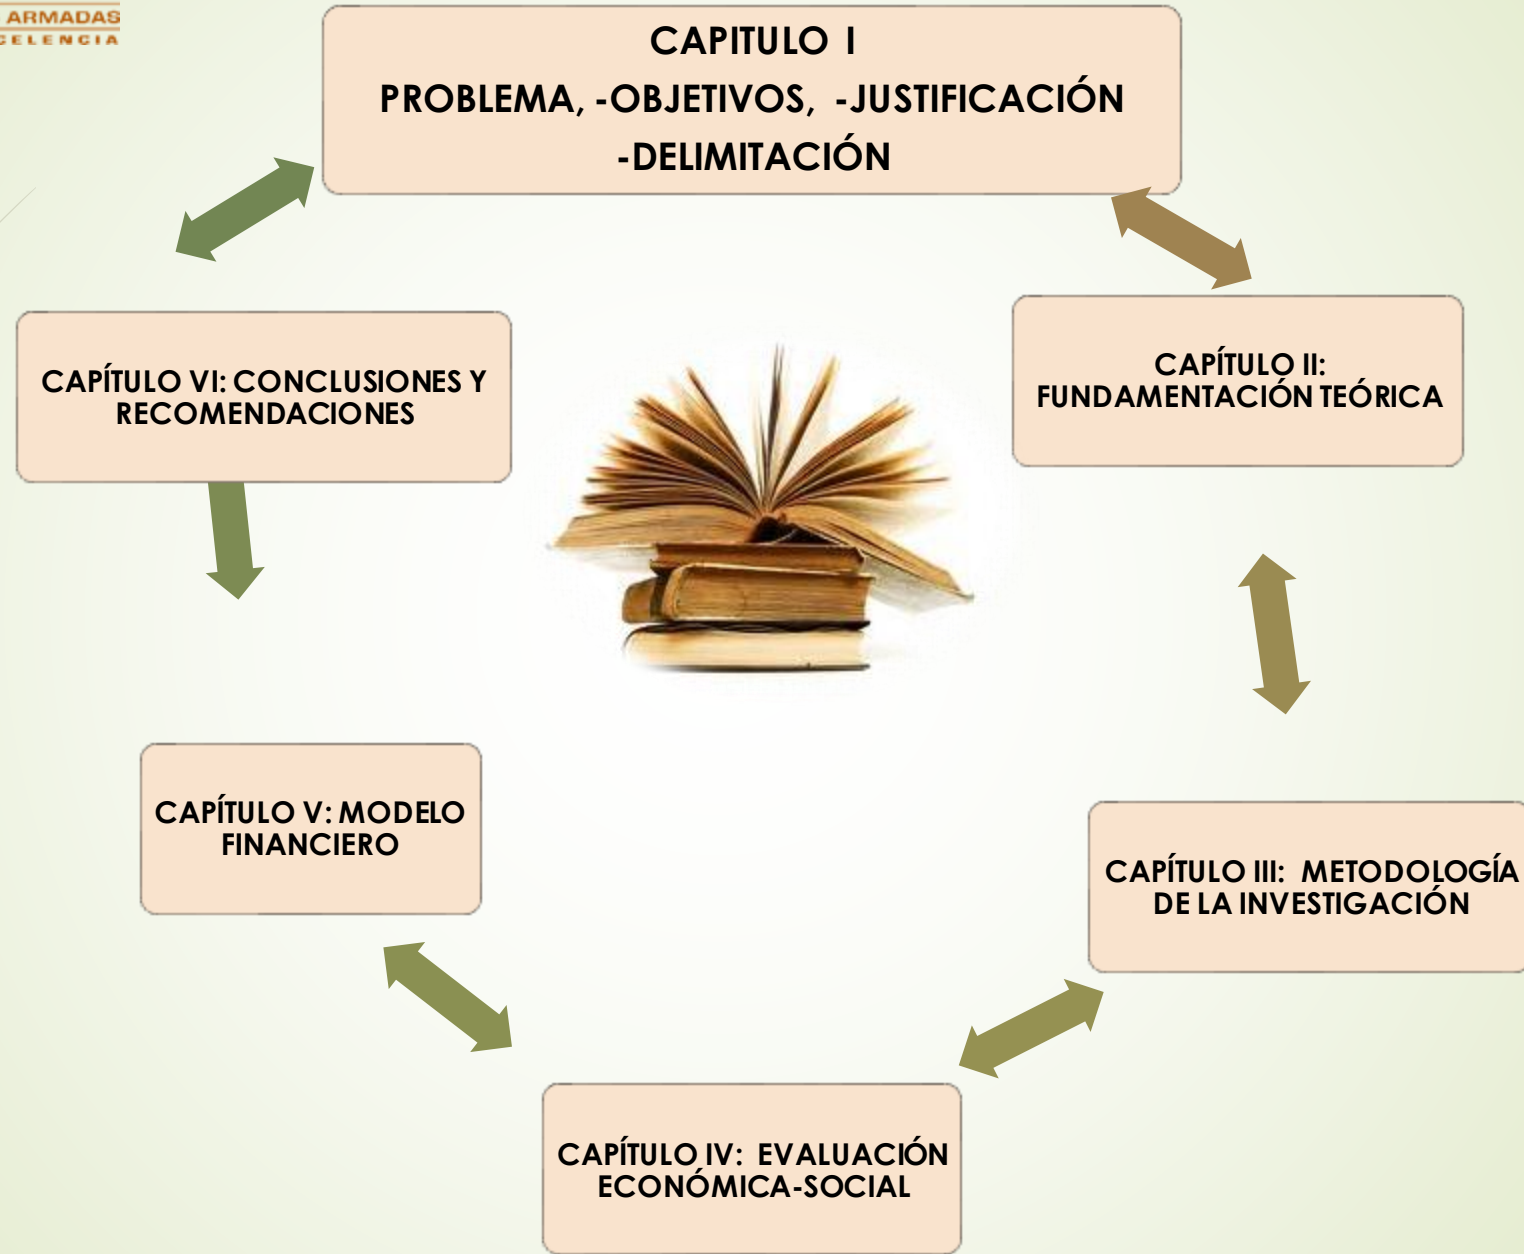 ARMADAS
CELENCIA
CAPITULO I
PROBLEMA, -OBJETIVOS, -JUSTIFICACIÓN
-DELIMITACIÓN
CAPÍTULO II:
FUNDAMENTACIÓN TEÓRICA
CAPÍTULO III: METODOLOGÍA
DE LA INVESTIGACIÓN
CAPÍTULO IV: EVALUACIÓN
ECONÓMICA-SOCIAL
CAPÍTULO V: MODELO
FINANCIERO
CAPÍTULO VI: CONCLUSIONES Y
RECOMENDACIONES